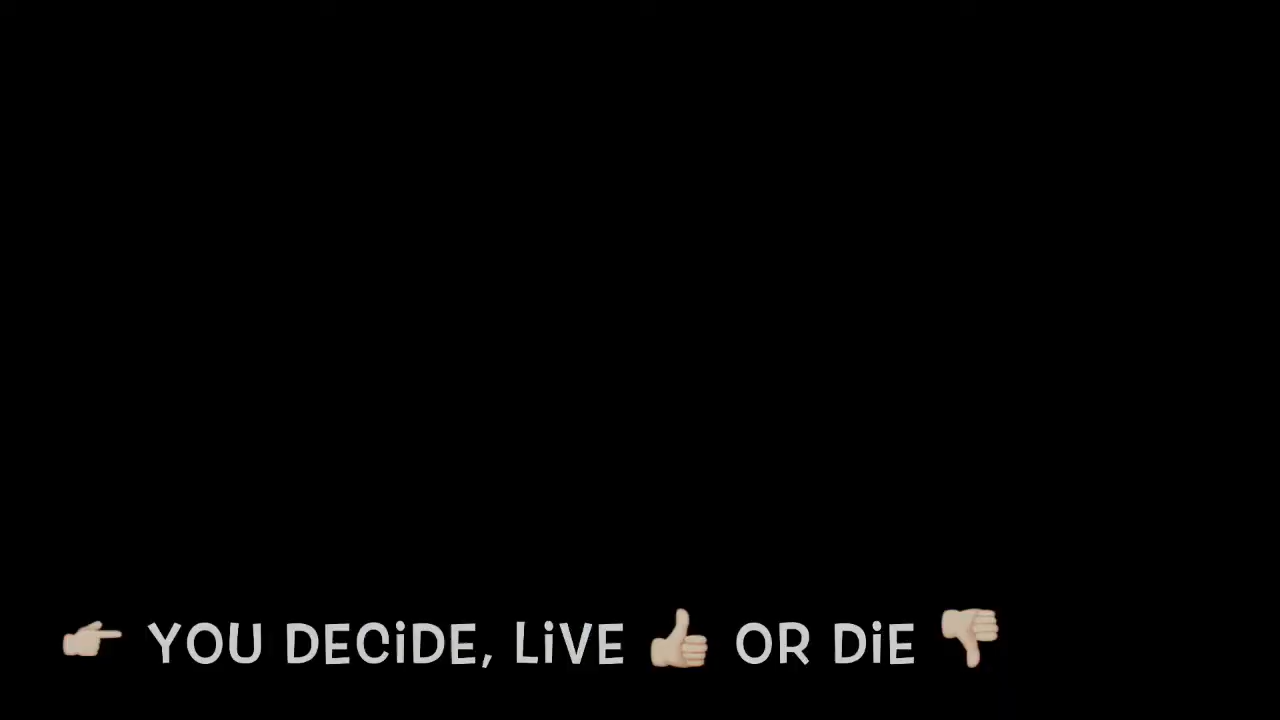 👉🏻 YOU DECiDE, LiVE 👍🏻 OR DiE 👎🏻